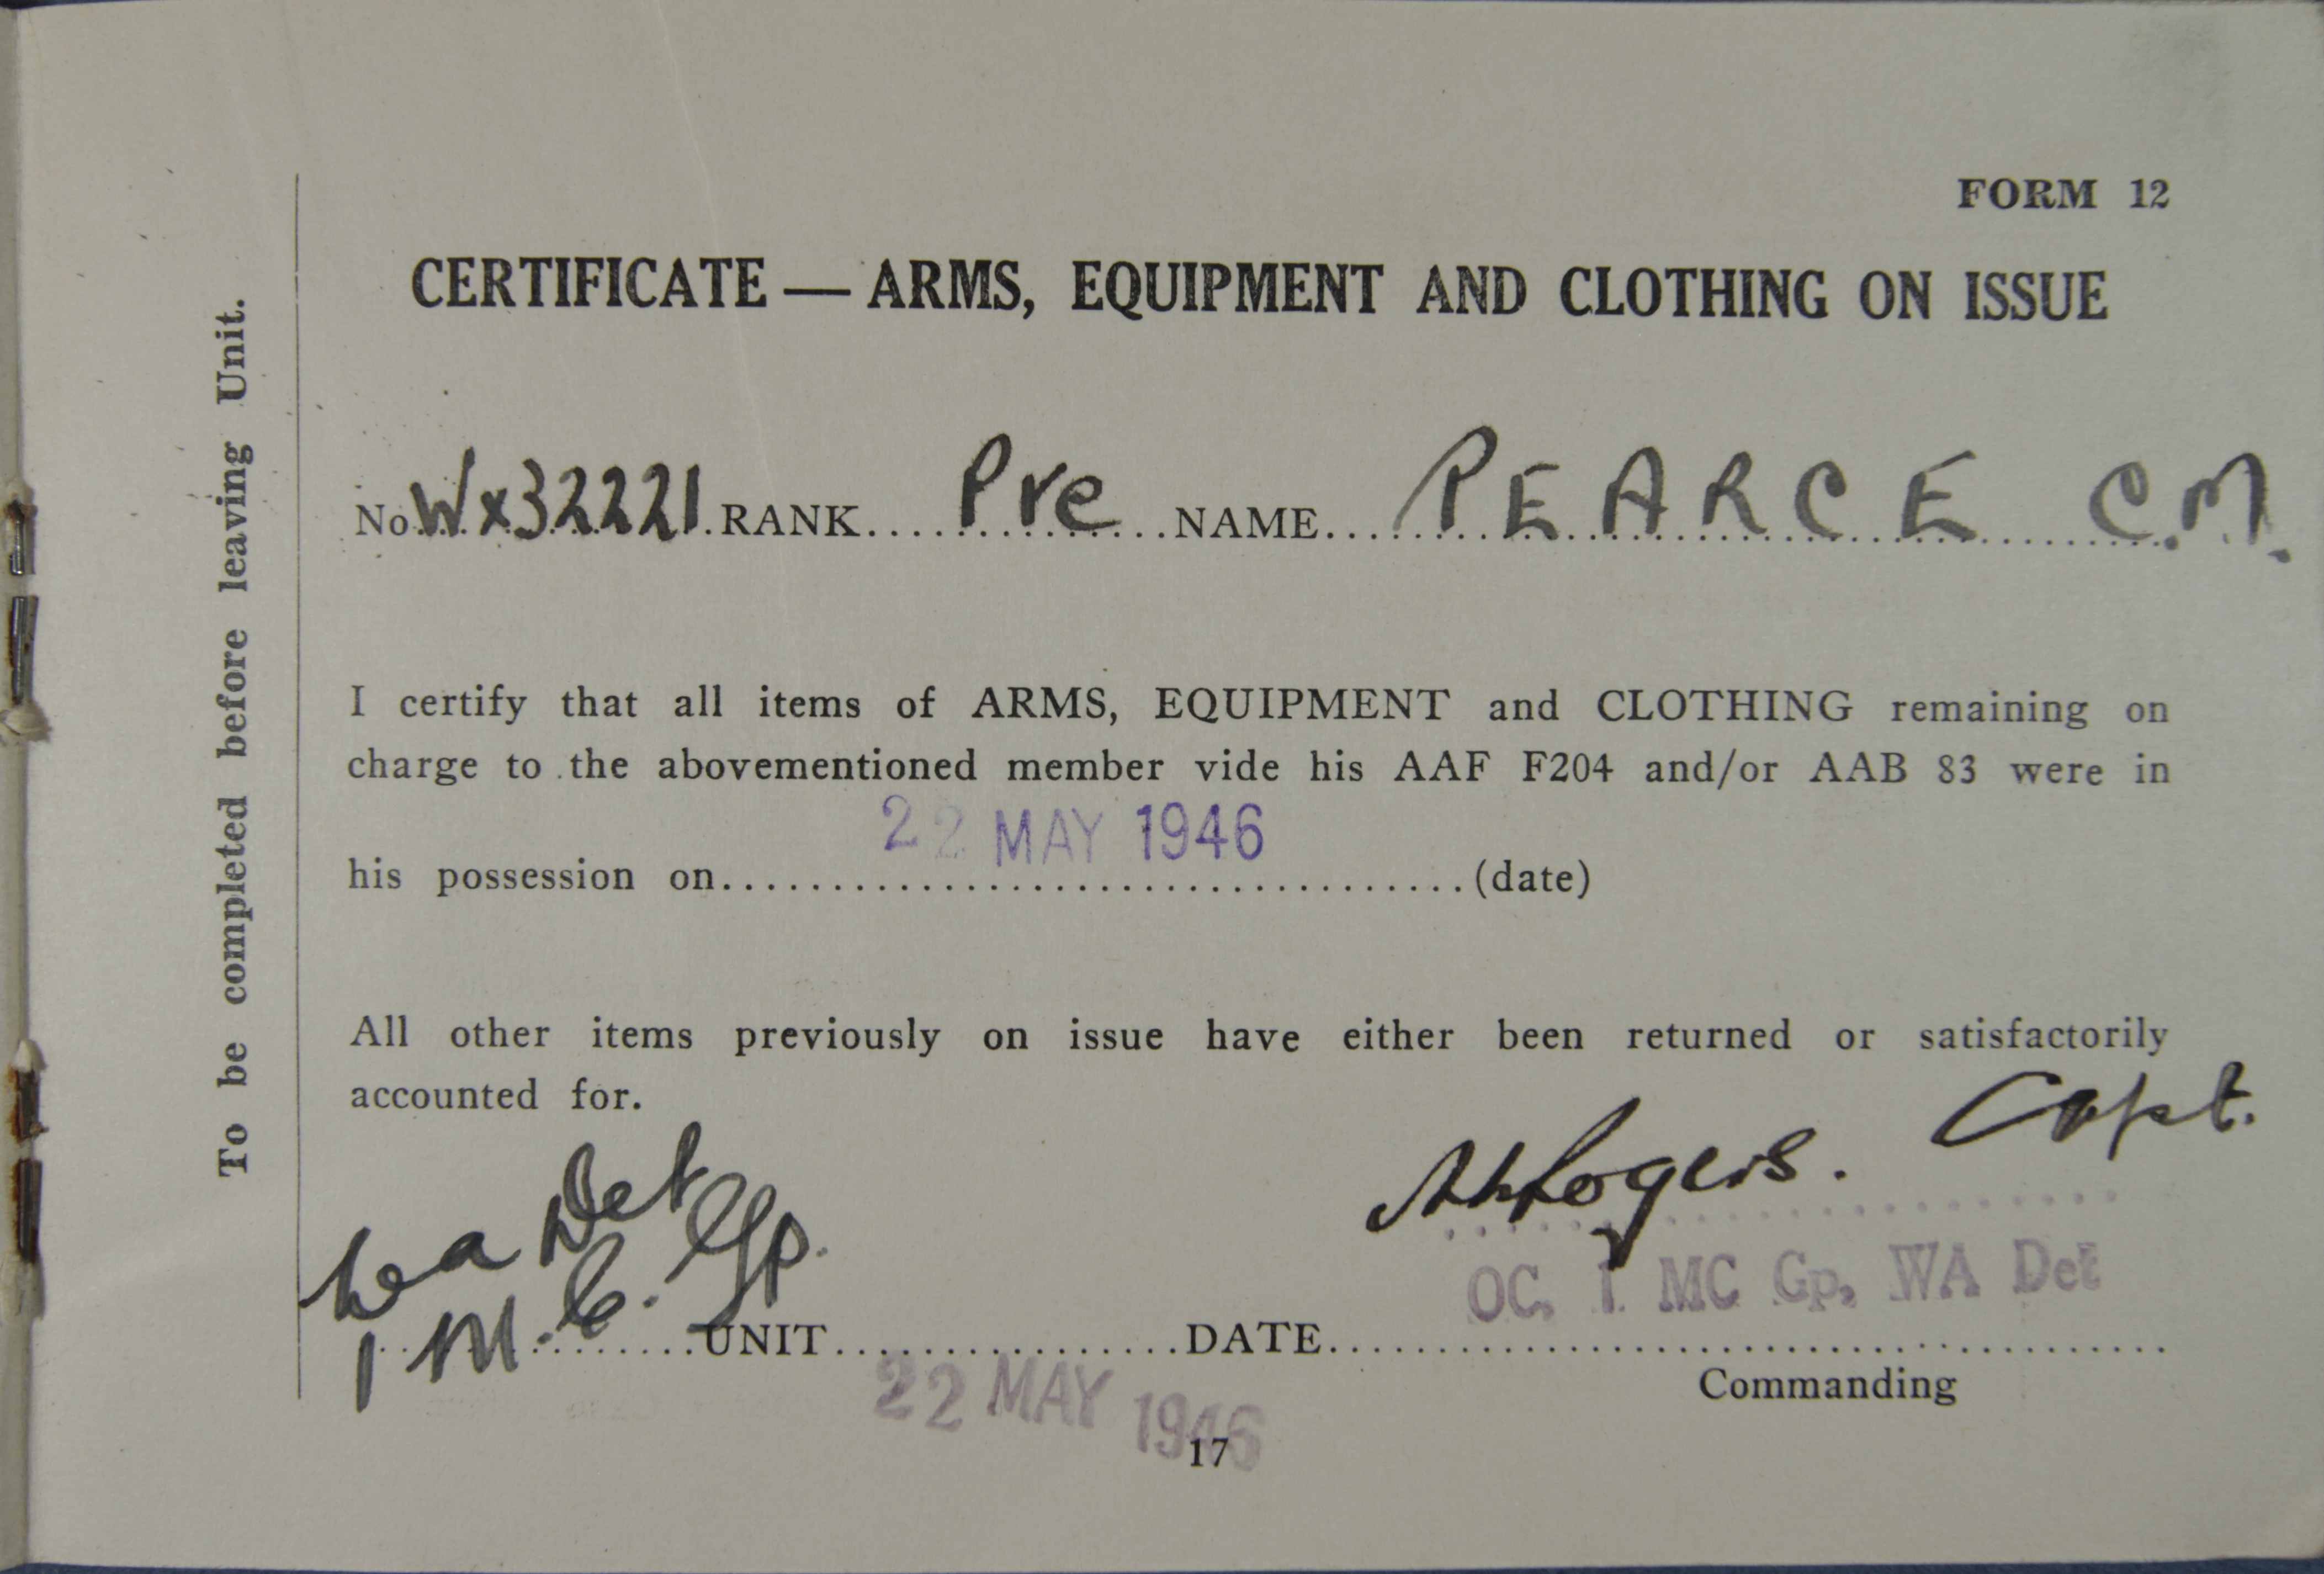 FORM 12
CERTIFICATE — ARMS, EQUIPMENT AND CLOTHING ON ISSUE
To be completed before leaving Unit.
No. Wx32221 RANK.... Pre ...NAME... PEARCE C.M.
I certify that all items of ARMS, EQUIPMENT and CLOTHING remaining on
charge to the abovementioned member vide his AAF F204 and/or AAB 83 were in
22 MAY 1946
his possession on....................(date)
All other items previously on issue have either been returned or satisfactorily
accounted for.
Rogers. Capt.
OC, 1 MC Gp, WA Det
Wa Det
1 M.C. Gp.
UNIT....................DATE....................
22 MAY 1946
Commanding
17